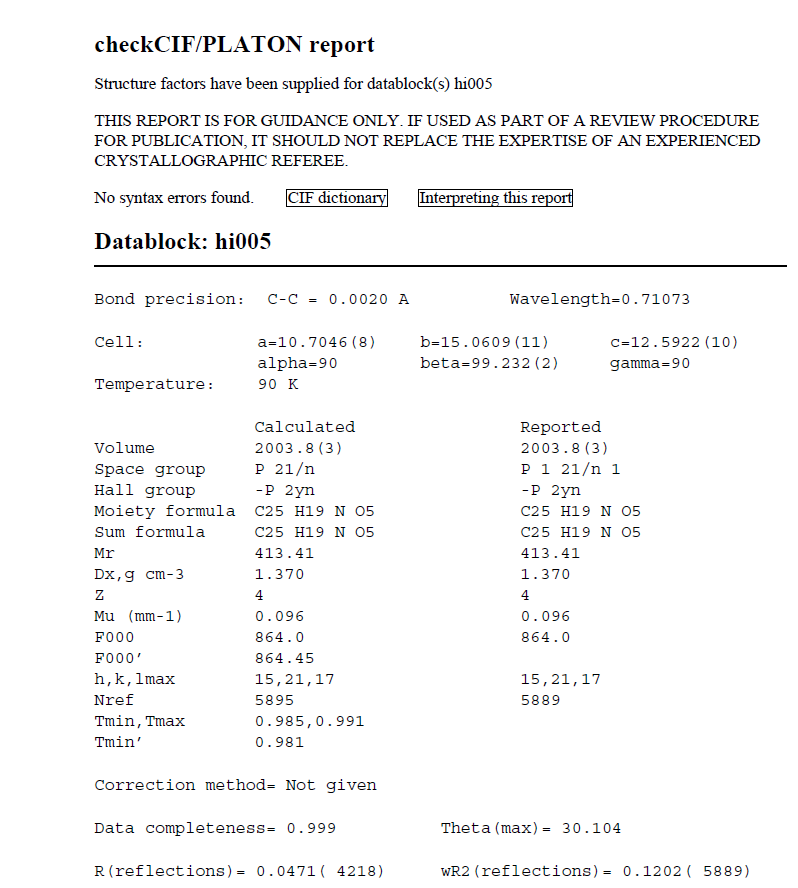 checkCIF/PLATON report
Structure factors have been supplied for datablock(s) hi005
THIS REPORT IS FOR GUIDANCE ONLY. IF USED AS PART OF A REVIEW PROCEDURE
FOR PUBLICATION, IT SHOULD NOT REPLACE THE EXPERTISE OF AN EXPERIENCED
CRYSTALLOGRAPHIC REFEREE.
No syntax errors found. CIF dictionary Interpreting this report
Datablock: hi005
Bond precision: C-C = 0.0020 A Wavelength=0.71073
Cell: a=10.7046(8) b=15.0609(11) c=12.5922(10)
alpha=90 beta=99.232(2) gamma=90
Temperature: 90 K
Calculated Reported
Volume 2003.8(3) 2003.8(3)
Space group P 21/n P 1 21/n 1
Hall group -P 2yn -P 2yn
Moiety formula C25 H19 N O5 C25 H19 N O5
Sum formula C25 H19 N O5 C25 H19 N O5
Mr 413.41 413.41
Dx,g cm-3 1.370 1.370
Z 4 4
Mu (mm-1) 0.096 0.096
F000 864.0 864.0
F000′ 864.45
h,k,lmax 15,21,17 15,21,17
Nref 5895 5889
Tmin,Tmax 0.985,0.991
Tmin′ 0.981
Correction method= Not given
Data completeness= 0.999 Theta(max)= 30.104
R(reflections)= 0.0471( 4218) wR2(reflections)= 0.1202( 5889)